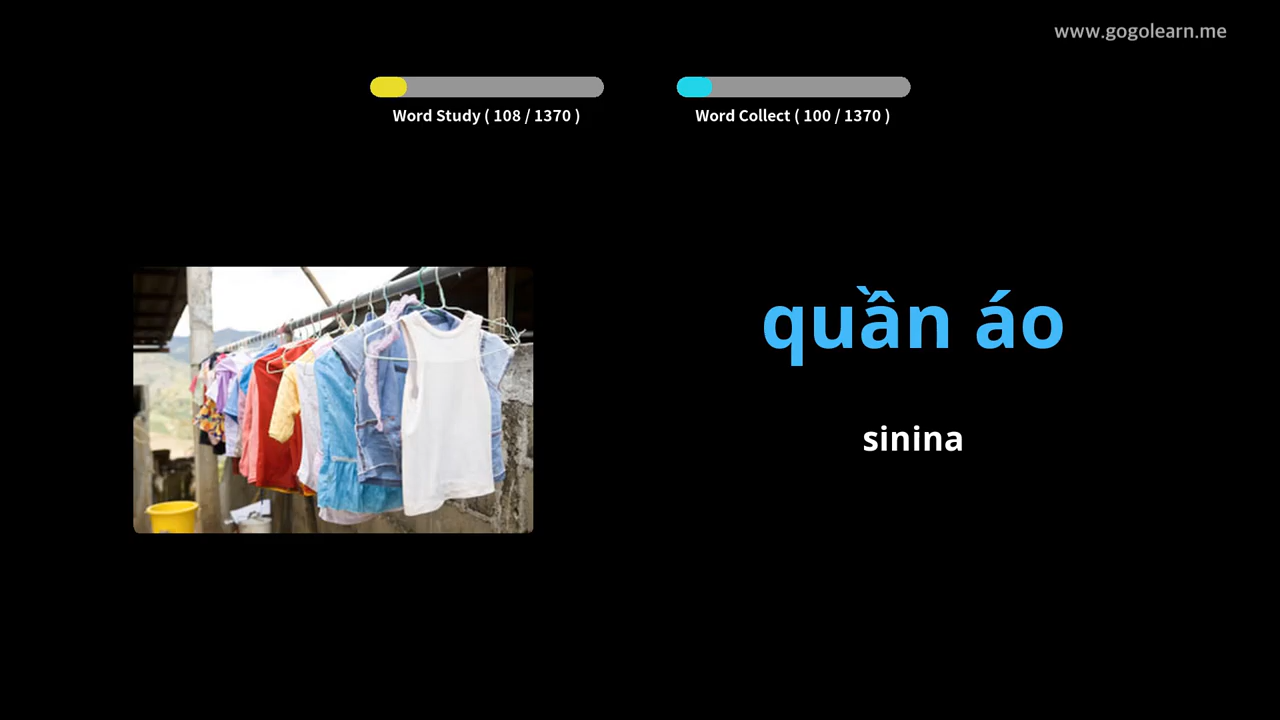 www.gogolearn.me
Word Study ( 108 / 1370 )
Word Collect ( 100 / 1370 )
quần áo
sinina